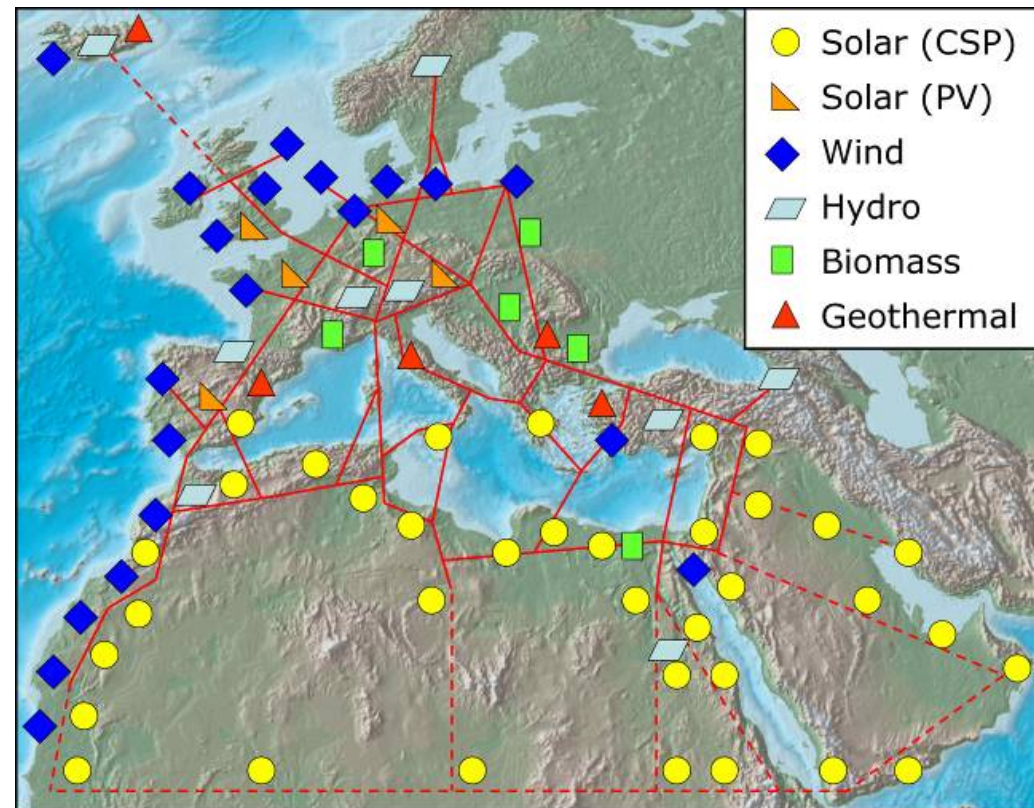 Solar (CSP)
Solar (PV)
Wind
Hydro
Biomass
Geothermal